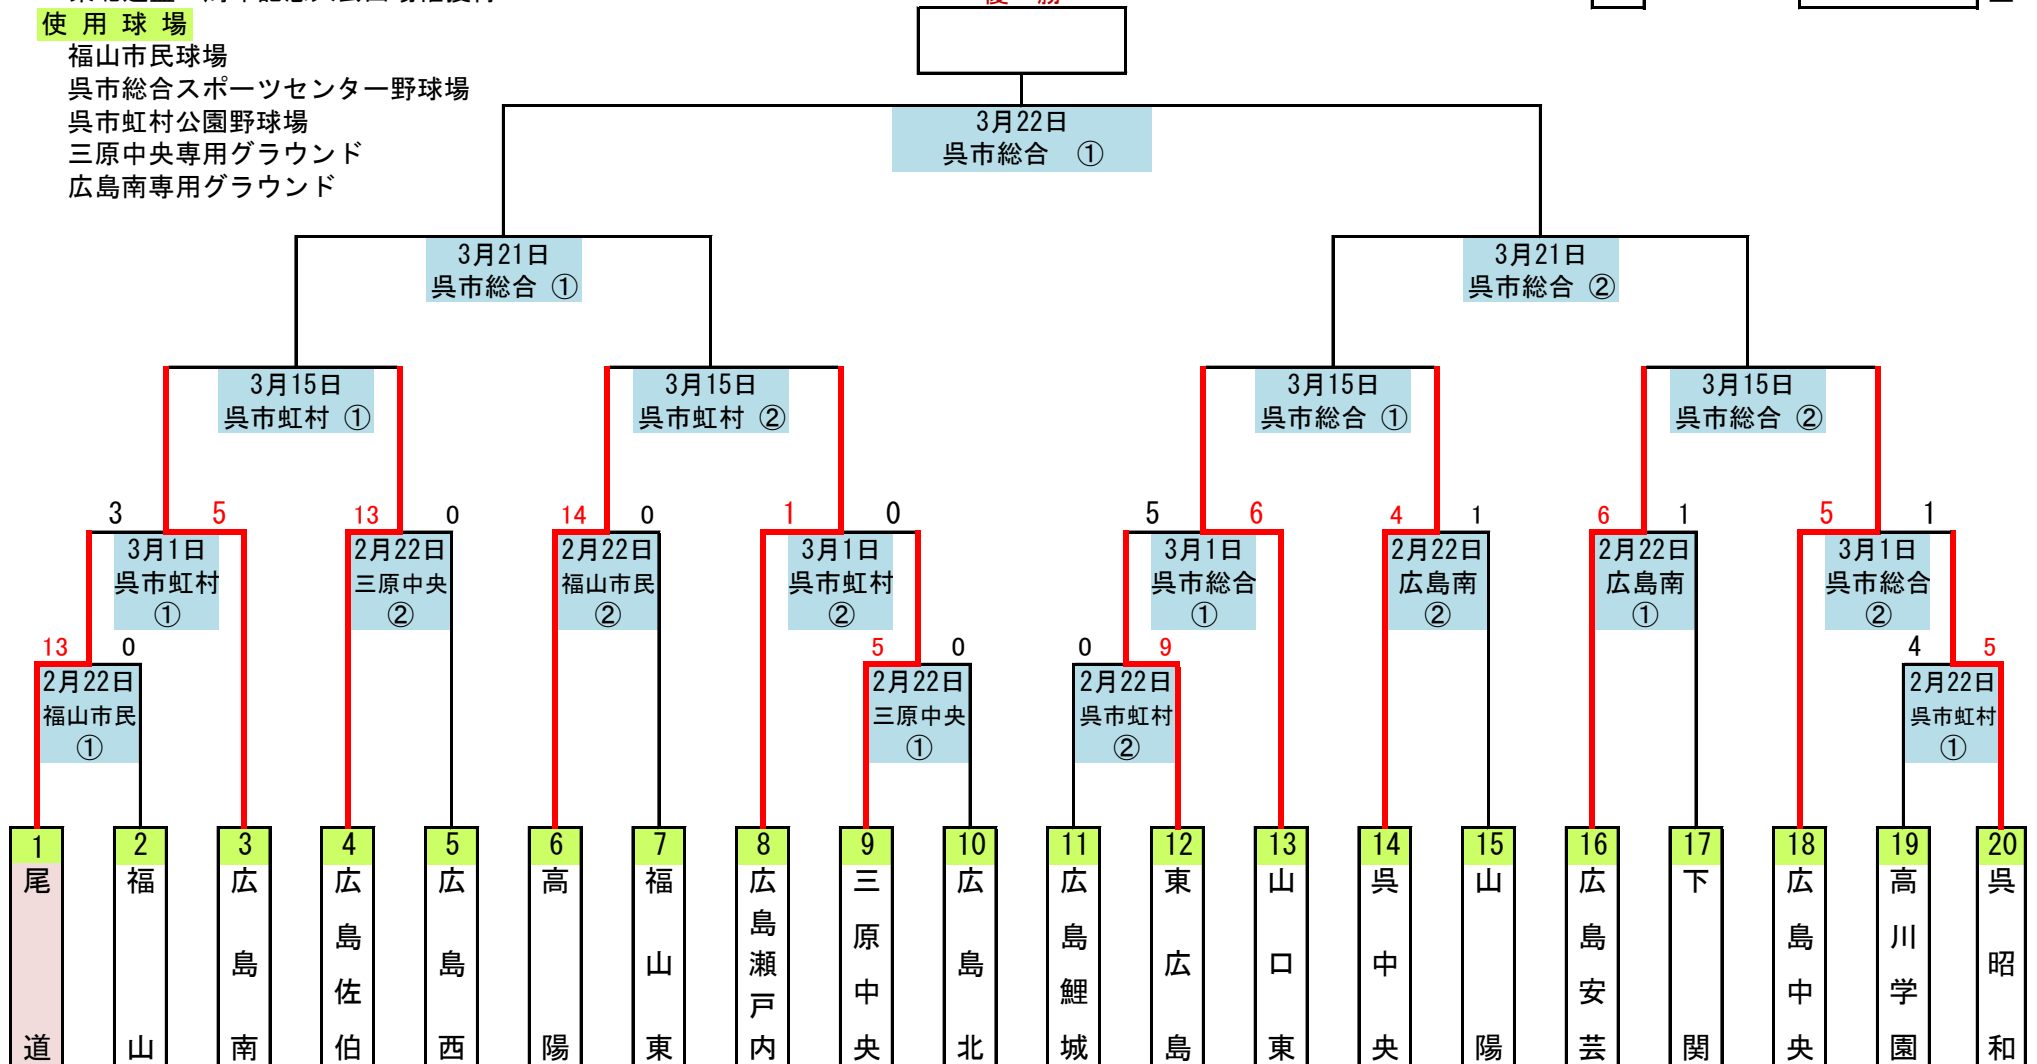 使用球場
福山市民球場
呉市総合スポーツセンター野球場
呉市虹村公園野球場
三原中央専用グラウンド
広島南専用グラウンド
3月22日
呉市総合 ①
3月21日
呉市総合 ①
3月21日
呉市総合 ②
3月15日
呉市虹村 ①
3月15日
呉市虹村 ②
3月15日
呉市総合 ①
3月15日
呉市総合 ②
3 5
3月1日
呉市虹村
①
13 0
2月22日
三原中央
②
14 0
2月22日
福山市民
②
1 0
3月1日
呉市虹村
②
5 6
3月1日
呉市総合
①
4 1
2月22日
広島南
②
6 1
2月22日
広島南
①
5 1
3月1日
呉市総合
②
13 0
2月22日
福山市民
①
5 0
2月22日
三原中央
①
0 9
2月22日
呉市虹村
②
4 5
2月22日
呉市虹村
①
1
尾道
2
福山
3
広島南
4
広島佐伯
5
広島西
6
高陽
7
福山東
8
広島瀬戸内
9
三原中央
10
広島北
11
広島鯉城
12
東広島
13
山口東
14
呉中央
15
山陽
16
広島安芸
17
下関
18
広島中央
19
高川学園
20
呉昭和